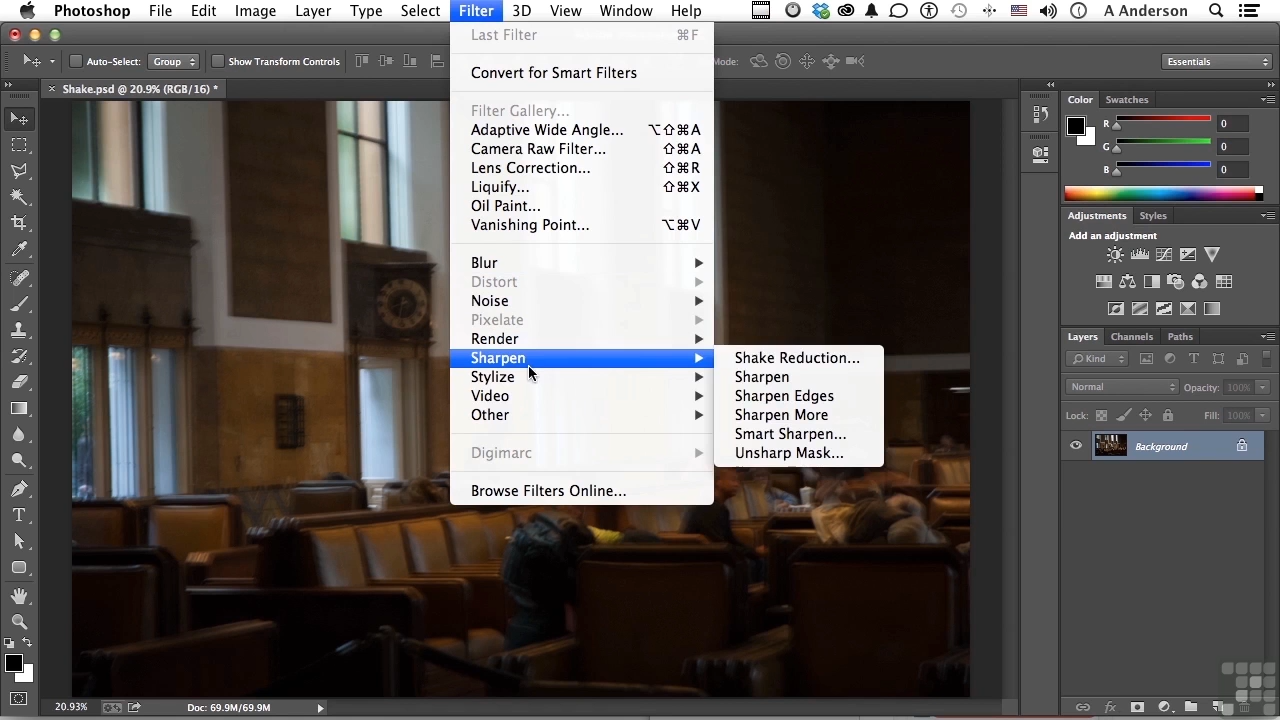 Photoshop File Edit Image Layer Type Select Filter 3D View Window Help A Anderson
Auto-Select: Group Show Transform Controls Mode: Essentials
× Shake.psd @ 20.9% (RGB/16) *
Last Filter ⌘F
Convert for Smart Filters
Filter Gallery...
Adaptive Wide Angle... ⌥⇧⌘A
Camera Raw Filter... ⇧⌘A
Lens Correction... ⇧⌘R
Liquify... ⇧⌘X
Oil Paint...
Vanishing Point... ⌥⌘V
Blur
Distort
Noise
Pixelate
Render
Sharpen
Stylize
Video
Other
Digimarc
Browse Filters Online...
Shake Reduction...
Sharpen
Sharpen Edges
Sharpen More
Smart Sharpen...
Unsharp Mask...
Color Swatches
R 0
G 0
B 0
Adjustments Styles
Add an adjustment
Layers Channels Paths
Kind
Normal Opacity: 100%
Lock: Fill: 100%
Background
20.93% Doc: 69.9M/69.9M